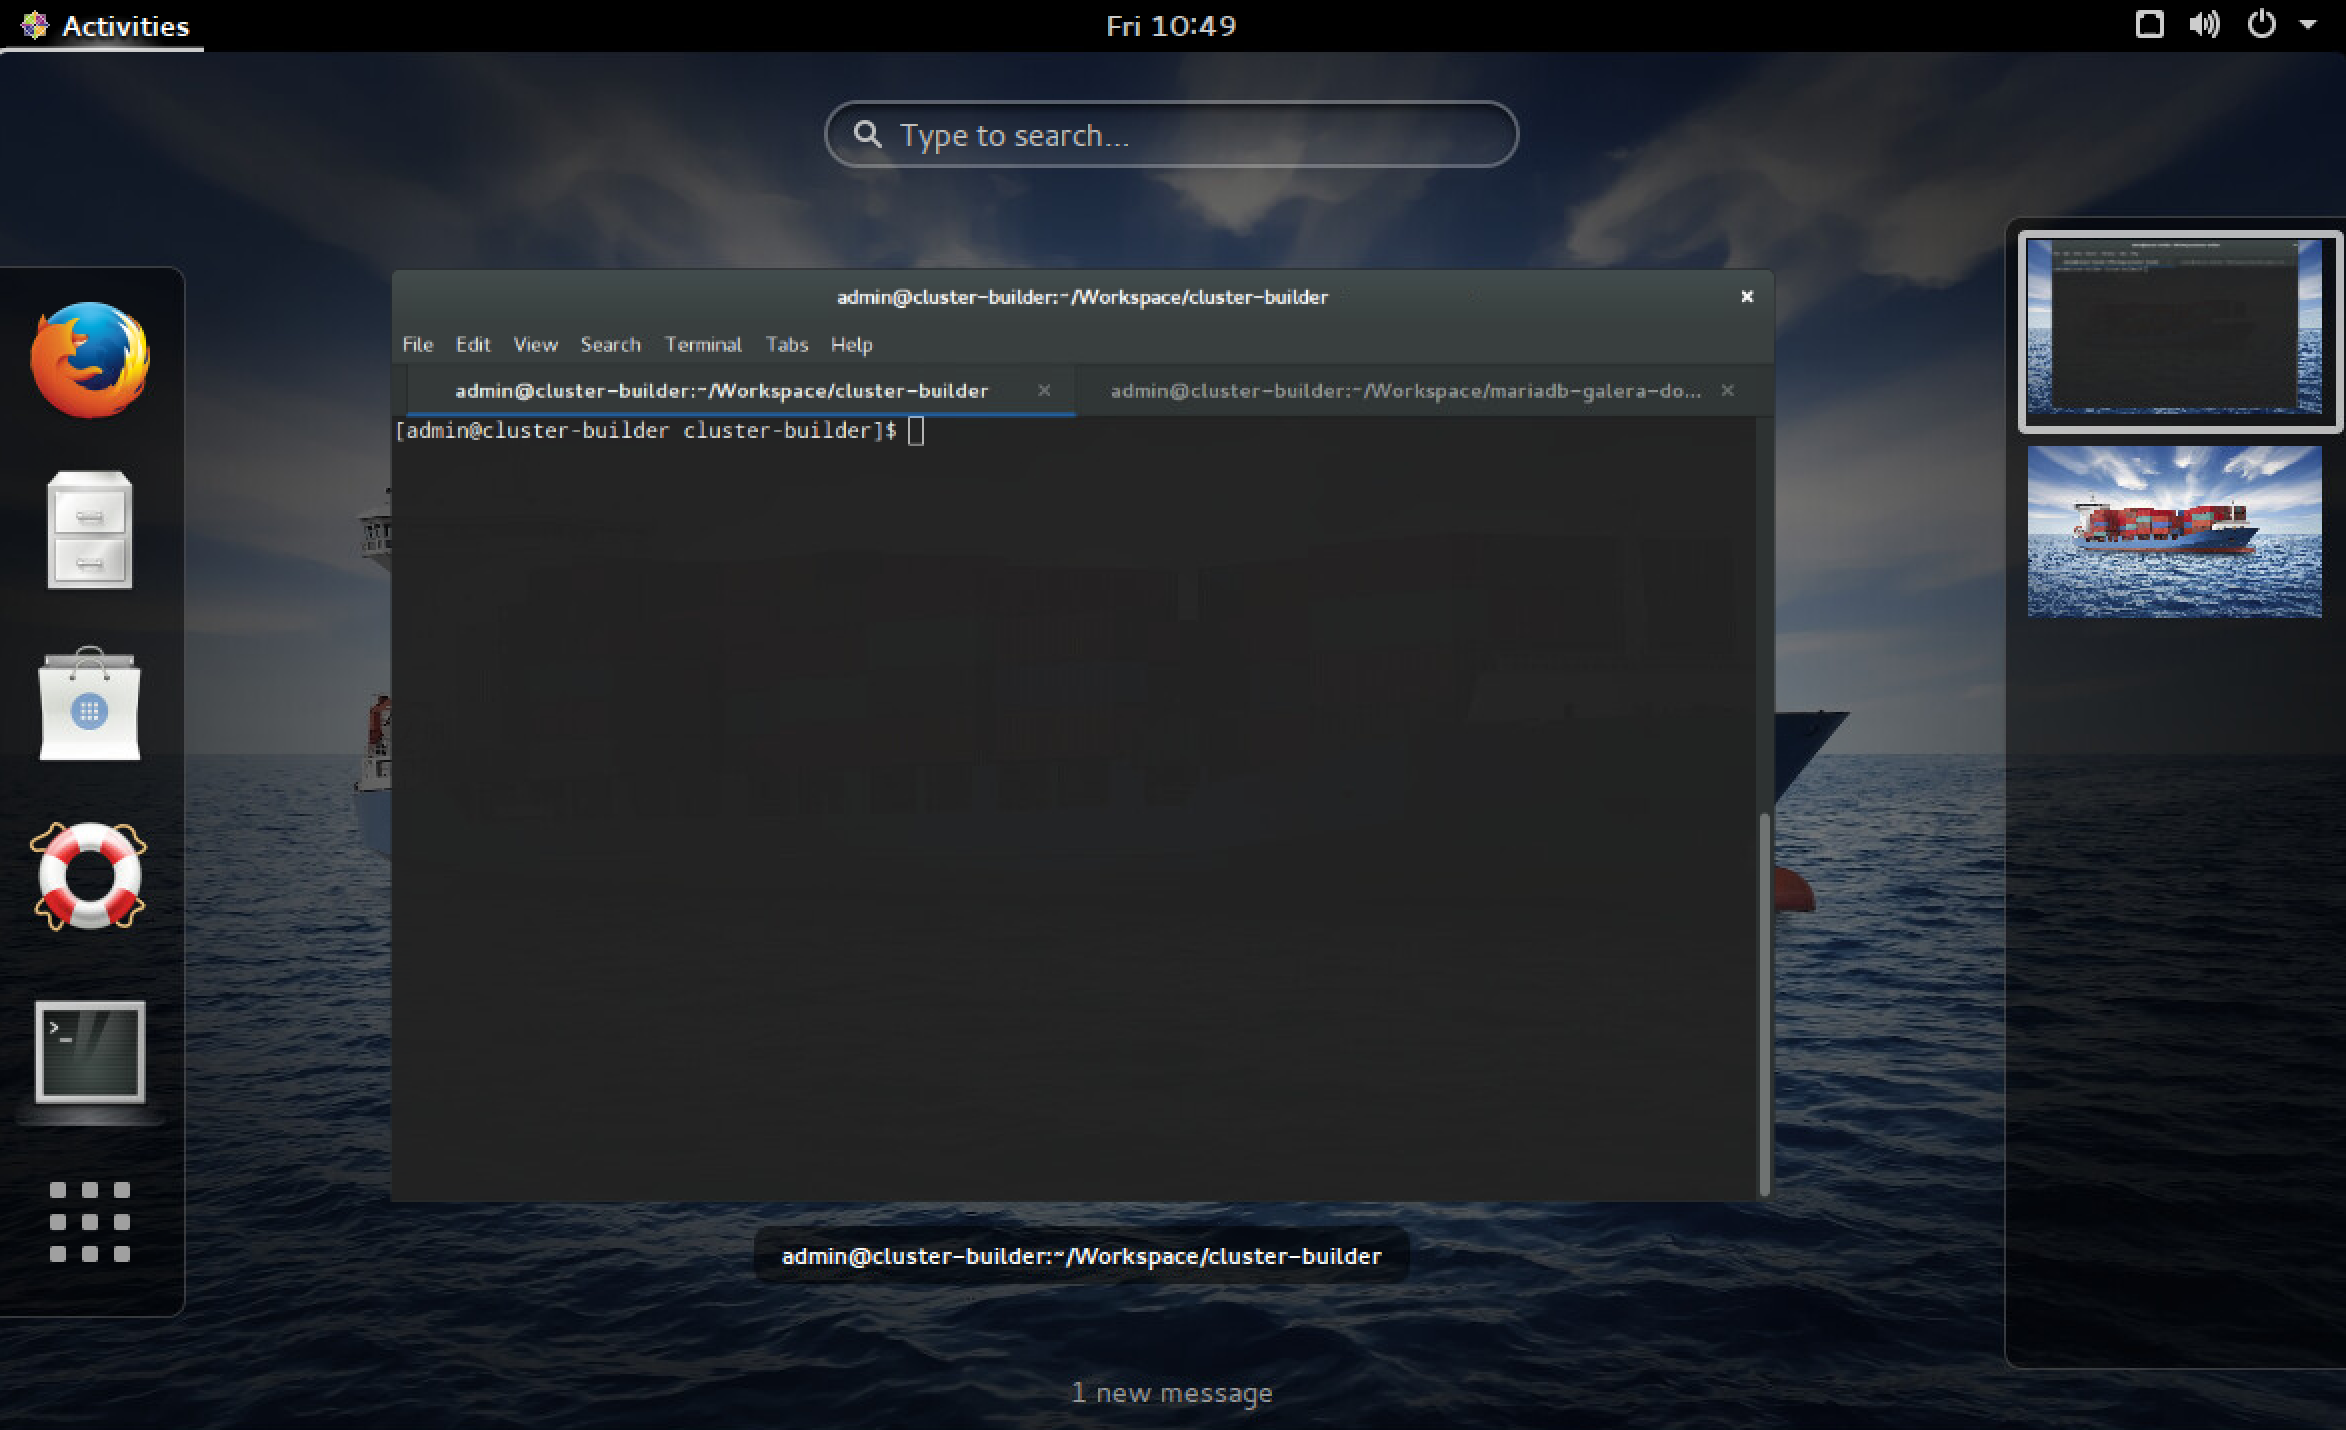 Activities
Fri 10:49
Type to search...
admin@cluster-builder:~/Workspace/cluster-builder
File Edit View Search Terminal Tabs Help
admin@cluster-builder:~/Workspace/cluster-builder
admin@cluster-builder:~/Workspace/mariadb-galera-do...
[admin@cluster-builder cluster-builder]$
>_
admin@cluster-builder:~/Workspace/cluster-builder
1 new message